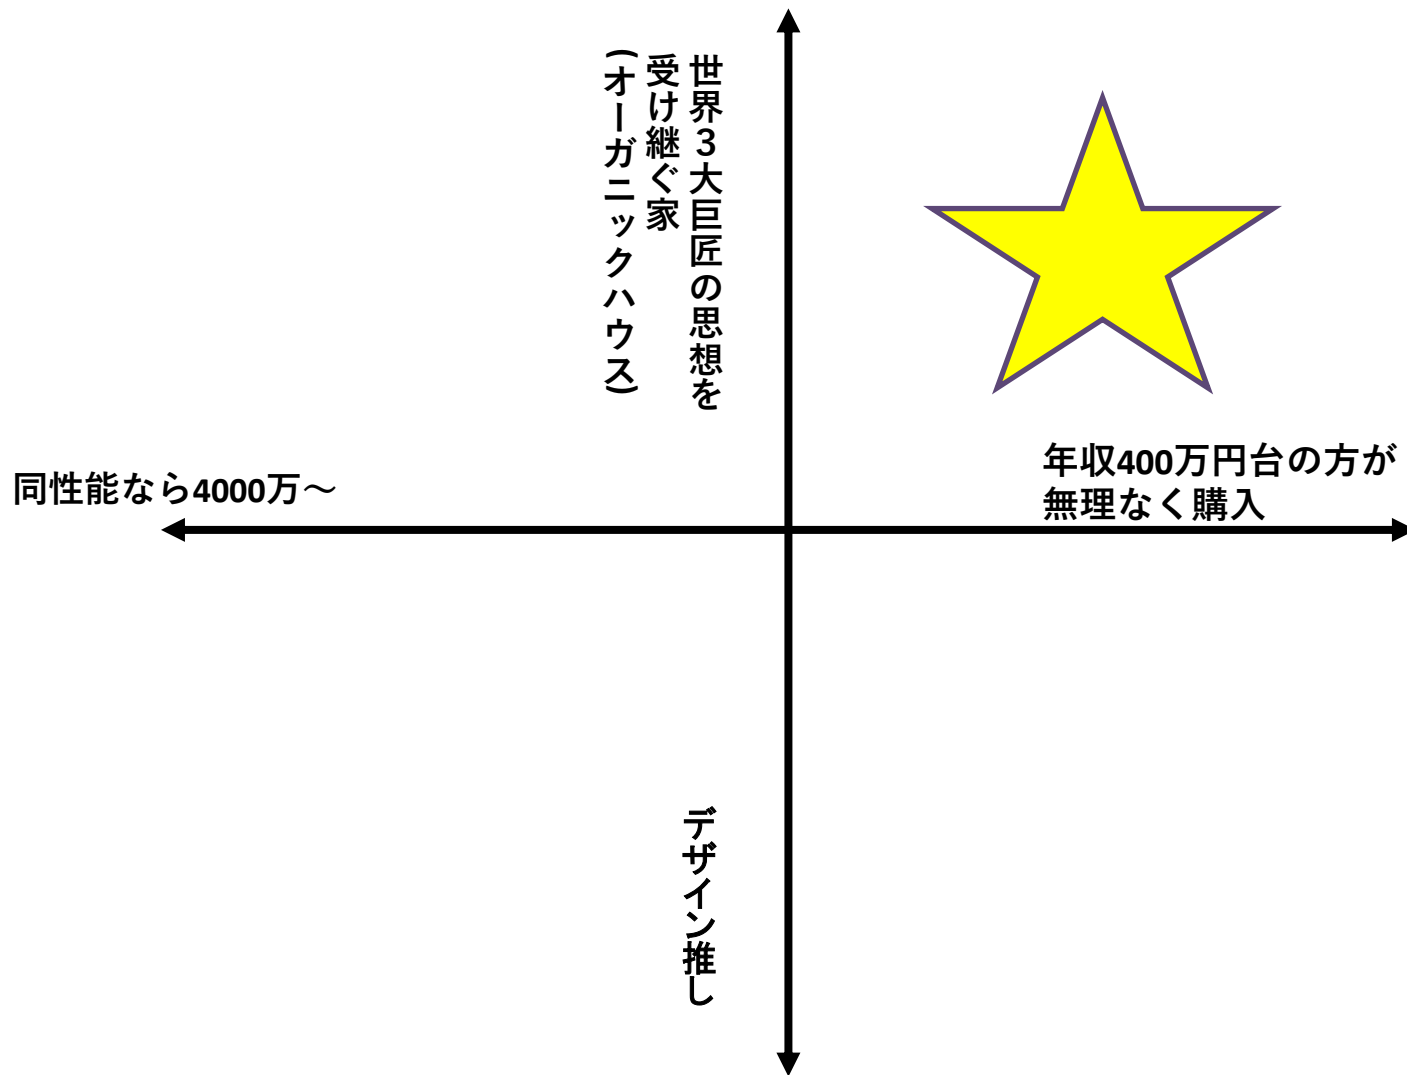 世界３大巨匠の思想を
受け継ぐ家
(オーガニックハウス)
同性能なら4000万～
年収400万円台の方が
無理なく購入
デザイン推し